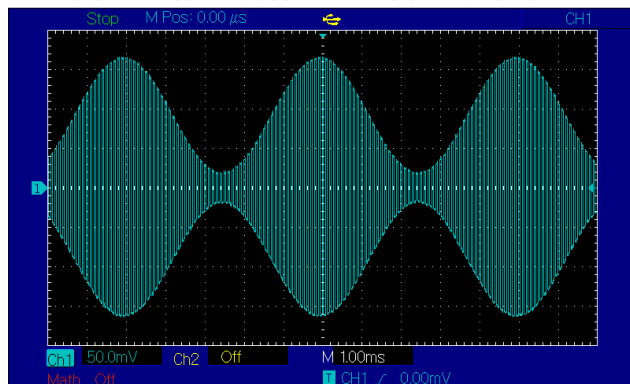 Stop M Pos: 0.00 μs CH1
1
Ch1 50.0mV Ch2 Off M 1.00ms
Math Off T CH1 / 0.00mV